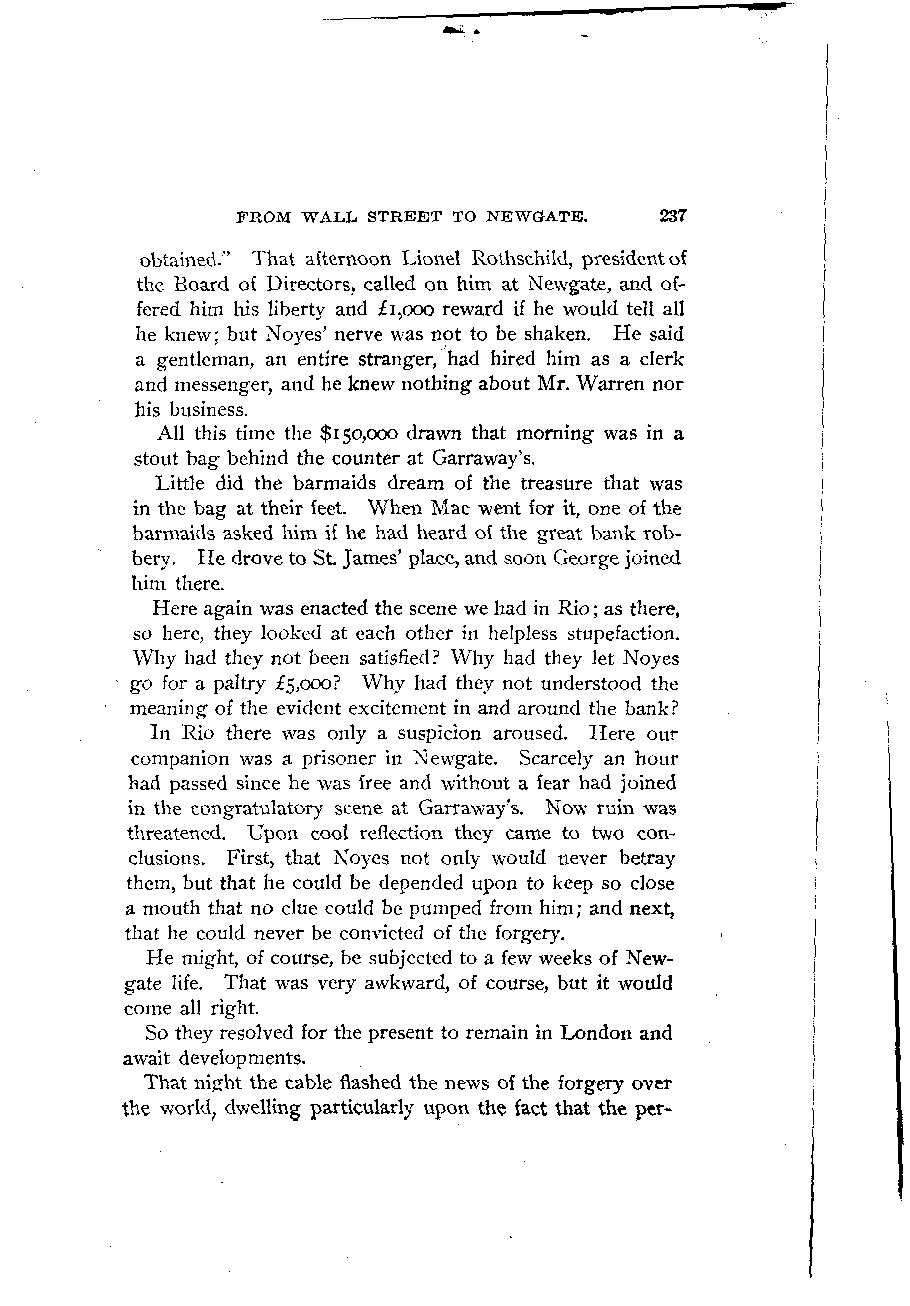 FROM WALL STREET TO NEWGATE. 237
obtained." That afternoon Lionel Rothschild, president of
the Board of Directors, called on him at Newgate, and of-
fered him his liberty and £1,000 reward if he would tell all
he knew; but Noyes' nerve was not to be shaken. He said
a gentleman, an entire stranger, had hired him as a clerk
and messenger, and he knew nothing about Mr. Warren nor
his business.
All this time the $150,000 drawn that morning was in a
stout bag behind the counter at Garraway's.
Little did the barmaids dream of the treasure that was
in the bag at their feet. When Mac went for it, one of the
barmaids asked him if he had heard of the great bank rob-
bery. He drove to St. James' place, and soon George joined
him there.
Here again was enacted the scene we had in Rio; as there,
so here, they looked at each other in helpless stupefaction.
Why had they not been satisfied? Why had they let Noyes
go for a paltry £5,000? Why had they not understood the
meaning of the evident excitement in and around the bank?
In Rio there was only a suspicion aroused. Here our
companion was a prisoner in Newgate. Scarcely an hour
had passed since he was free and without a fear had joined
in the congratulatory scene at Garraway's. Now ruin was
threatened. Upon cool reflection they came to two con-
clusions. First, that Noyes not only would never betray
them, but that he could be depended upon to keep so close
a mouth that no clue could be pumped from him; and next,
that he could never be convicted of the forgery.
He might, of course, be subjected to a few weeks of New-
gate life. That was very awkward, of course, but it would
come all right.
So they resolved for the present to remain in London and
await developments.
That night the cable flashed the news of the forgery over
the world, dwelling particularly upon the fact that the per-